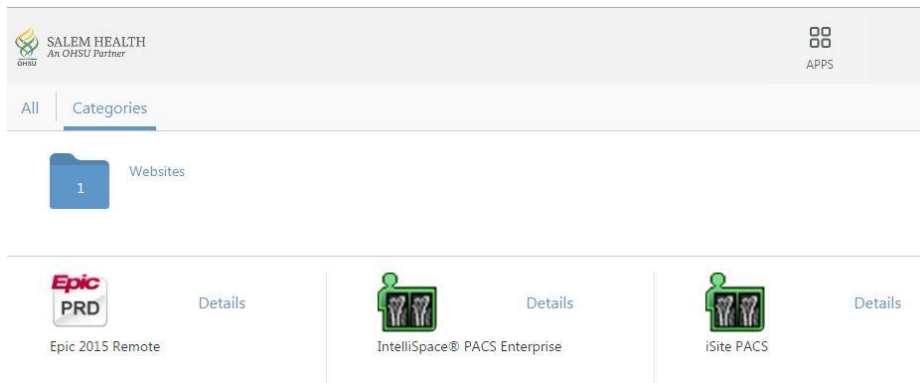 SALEM HEALTH
An OHSU Partner
OHSU
APPS
All
Categories
1
Websites
Epic
PRD
Details
Details
Details
Epic 2015 Remote
IntelliSpace® PACS Enterprise
iSite PACS